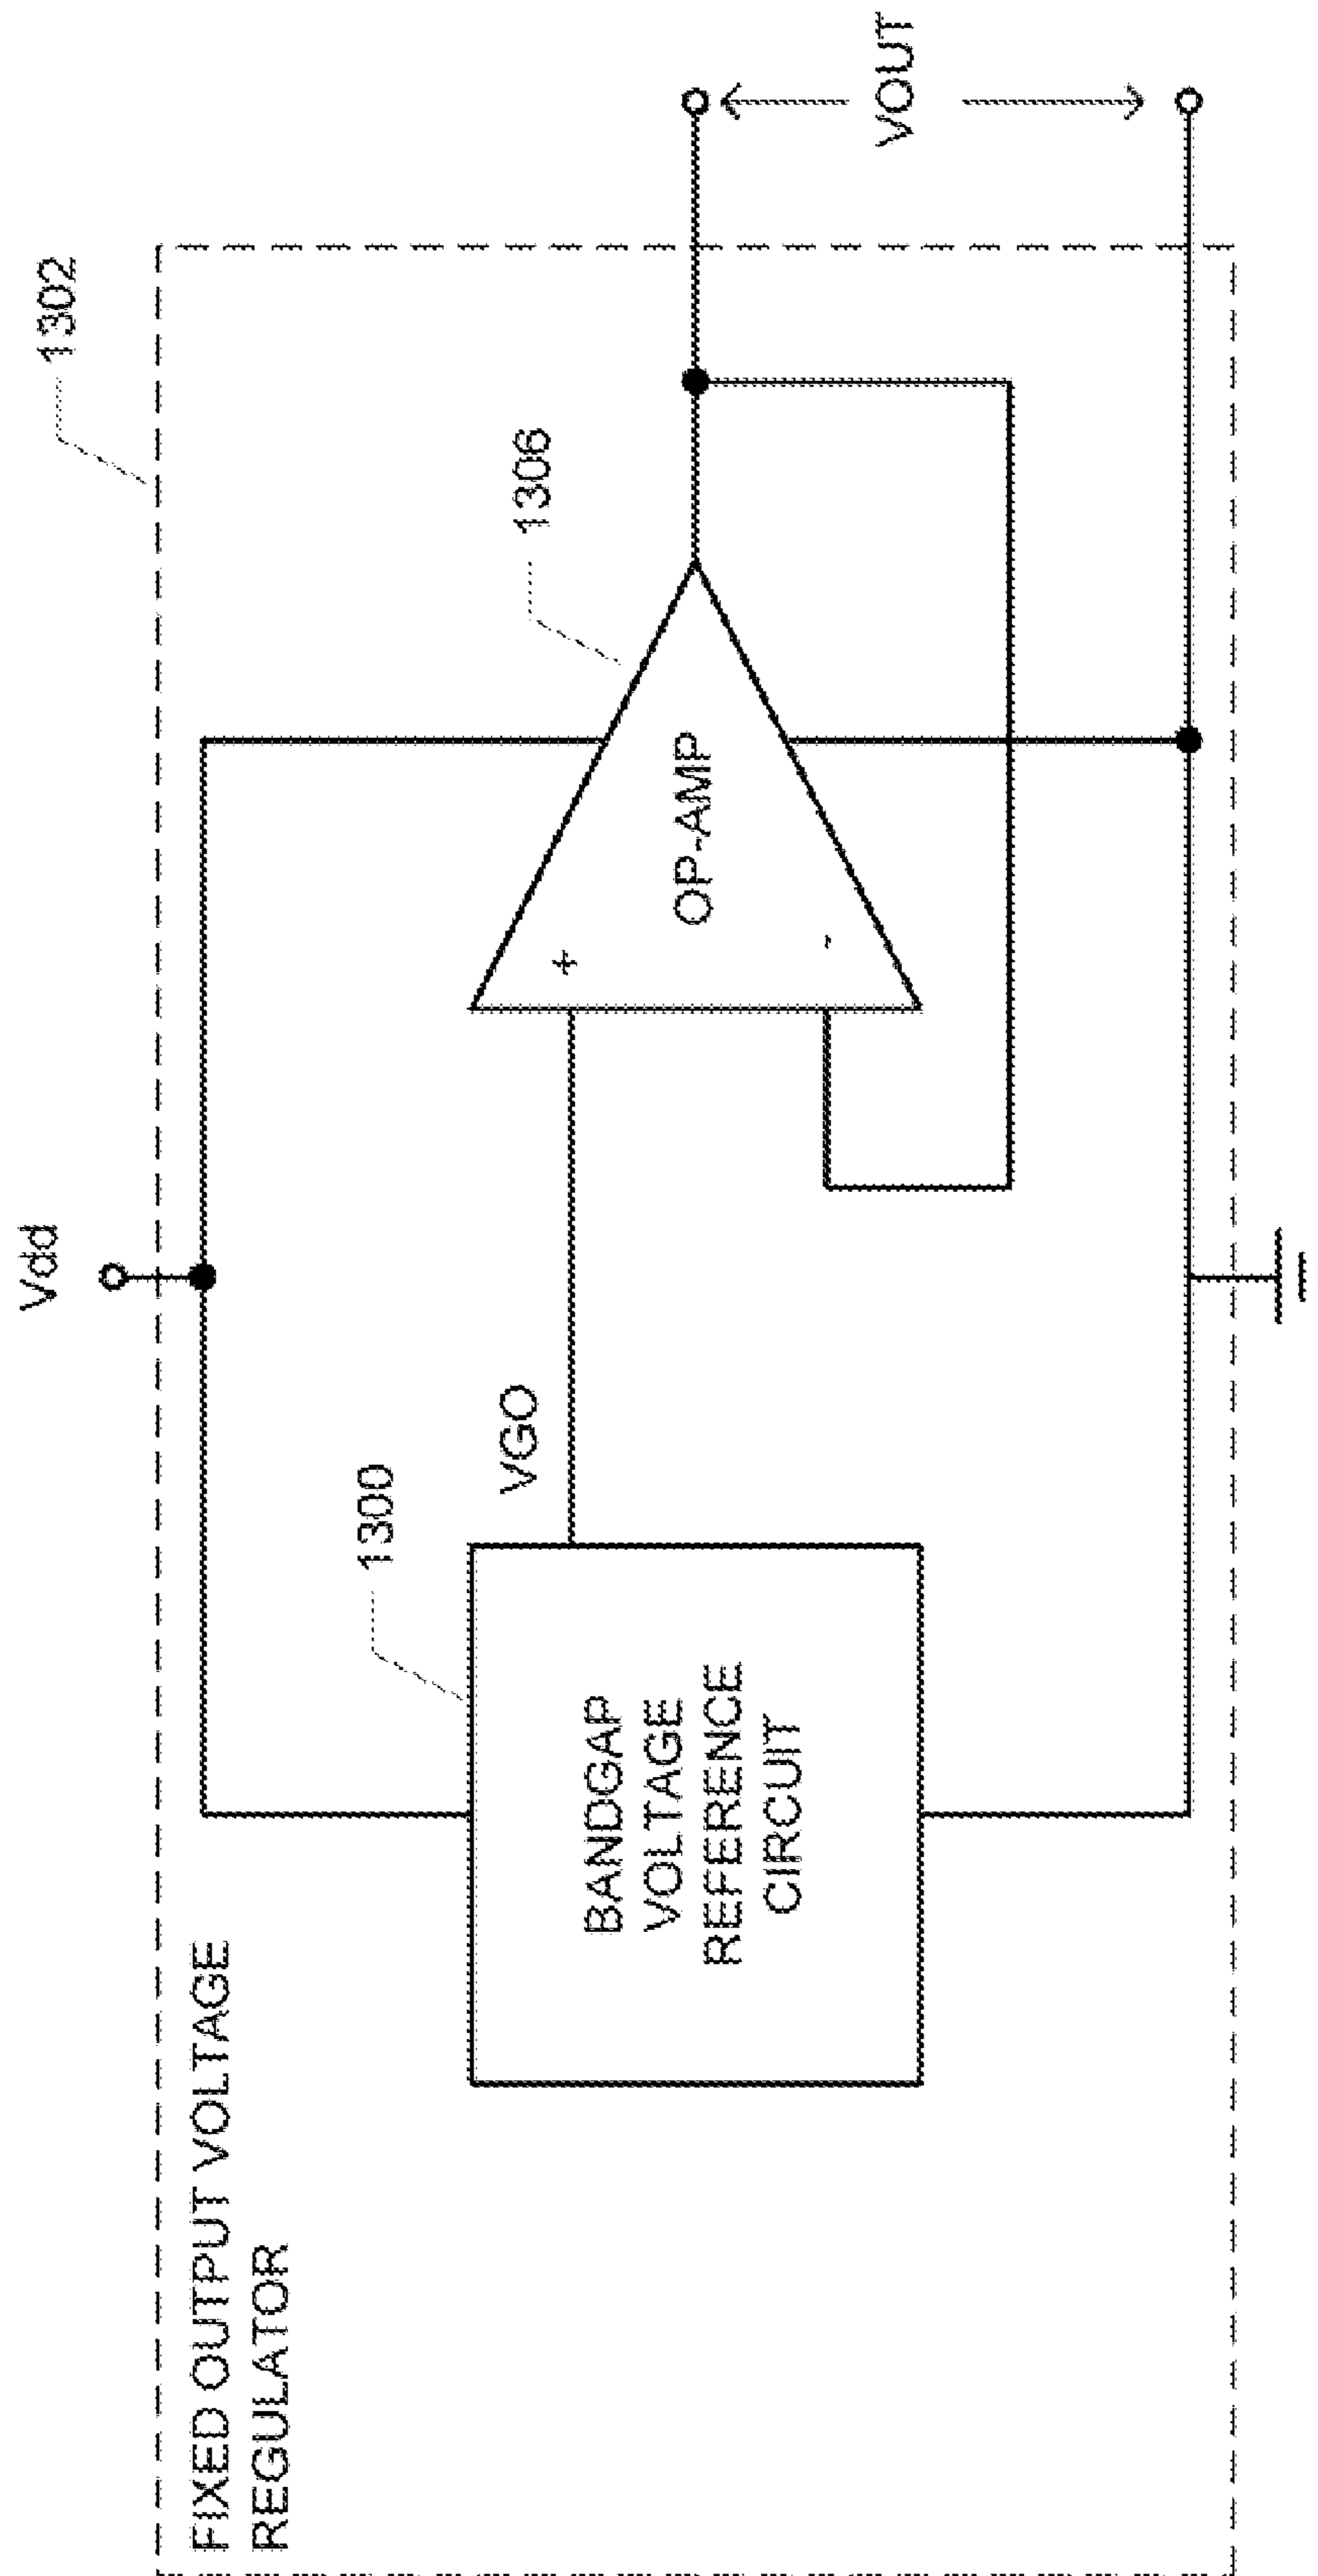 FIXED OUTPUT VOLTAGE
REGULATOR
Vdd
1302
1300
VGO
1306
BANDGAP
VOLTAGE
REFERENCE
CIRCUIT
+
OP-AMP
-
VOUT